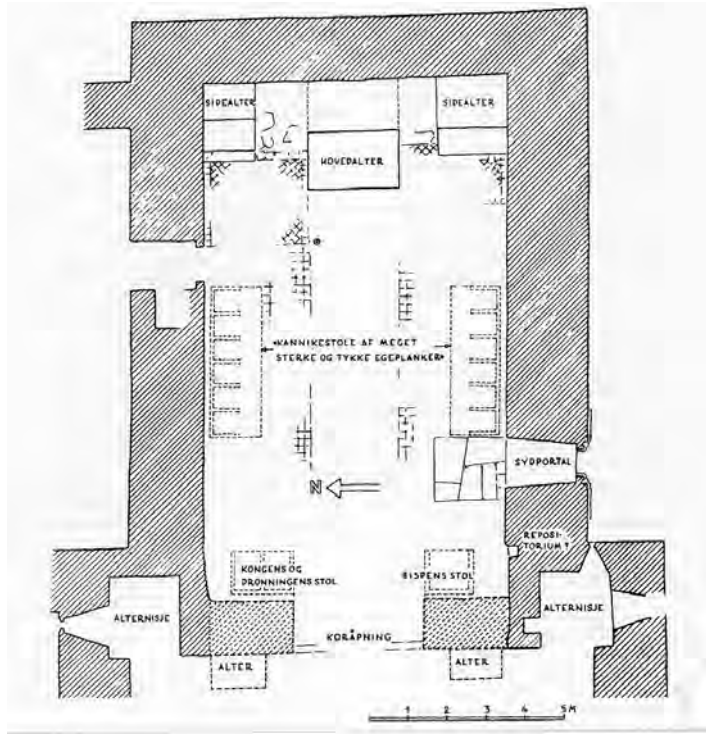 SIDEALTER
SIDEALTER
HOVEDALTER
"KANNIKESTOLE AF MEGET
STERKE OG TYKKE EGEPLANKER"
SYDPORTAL
N
REPOSI-
TORIUM?
KONGENS OG
DRONNINGENS STOL
BISPENS STOL
ALTERNISJE
ALTERNISJE
KORÅPNING
ALTER
ALTER
1 2 3 4 5 M